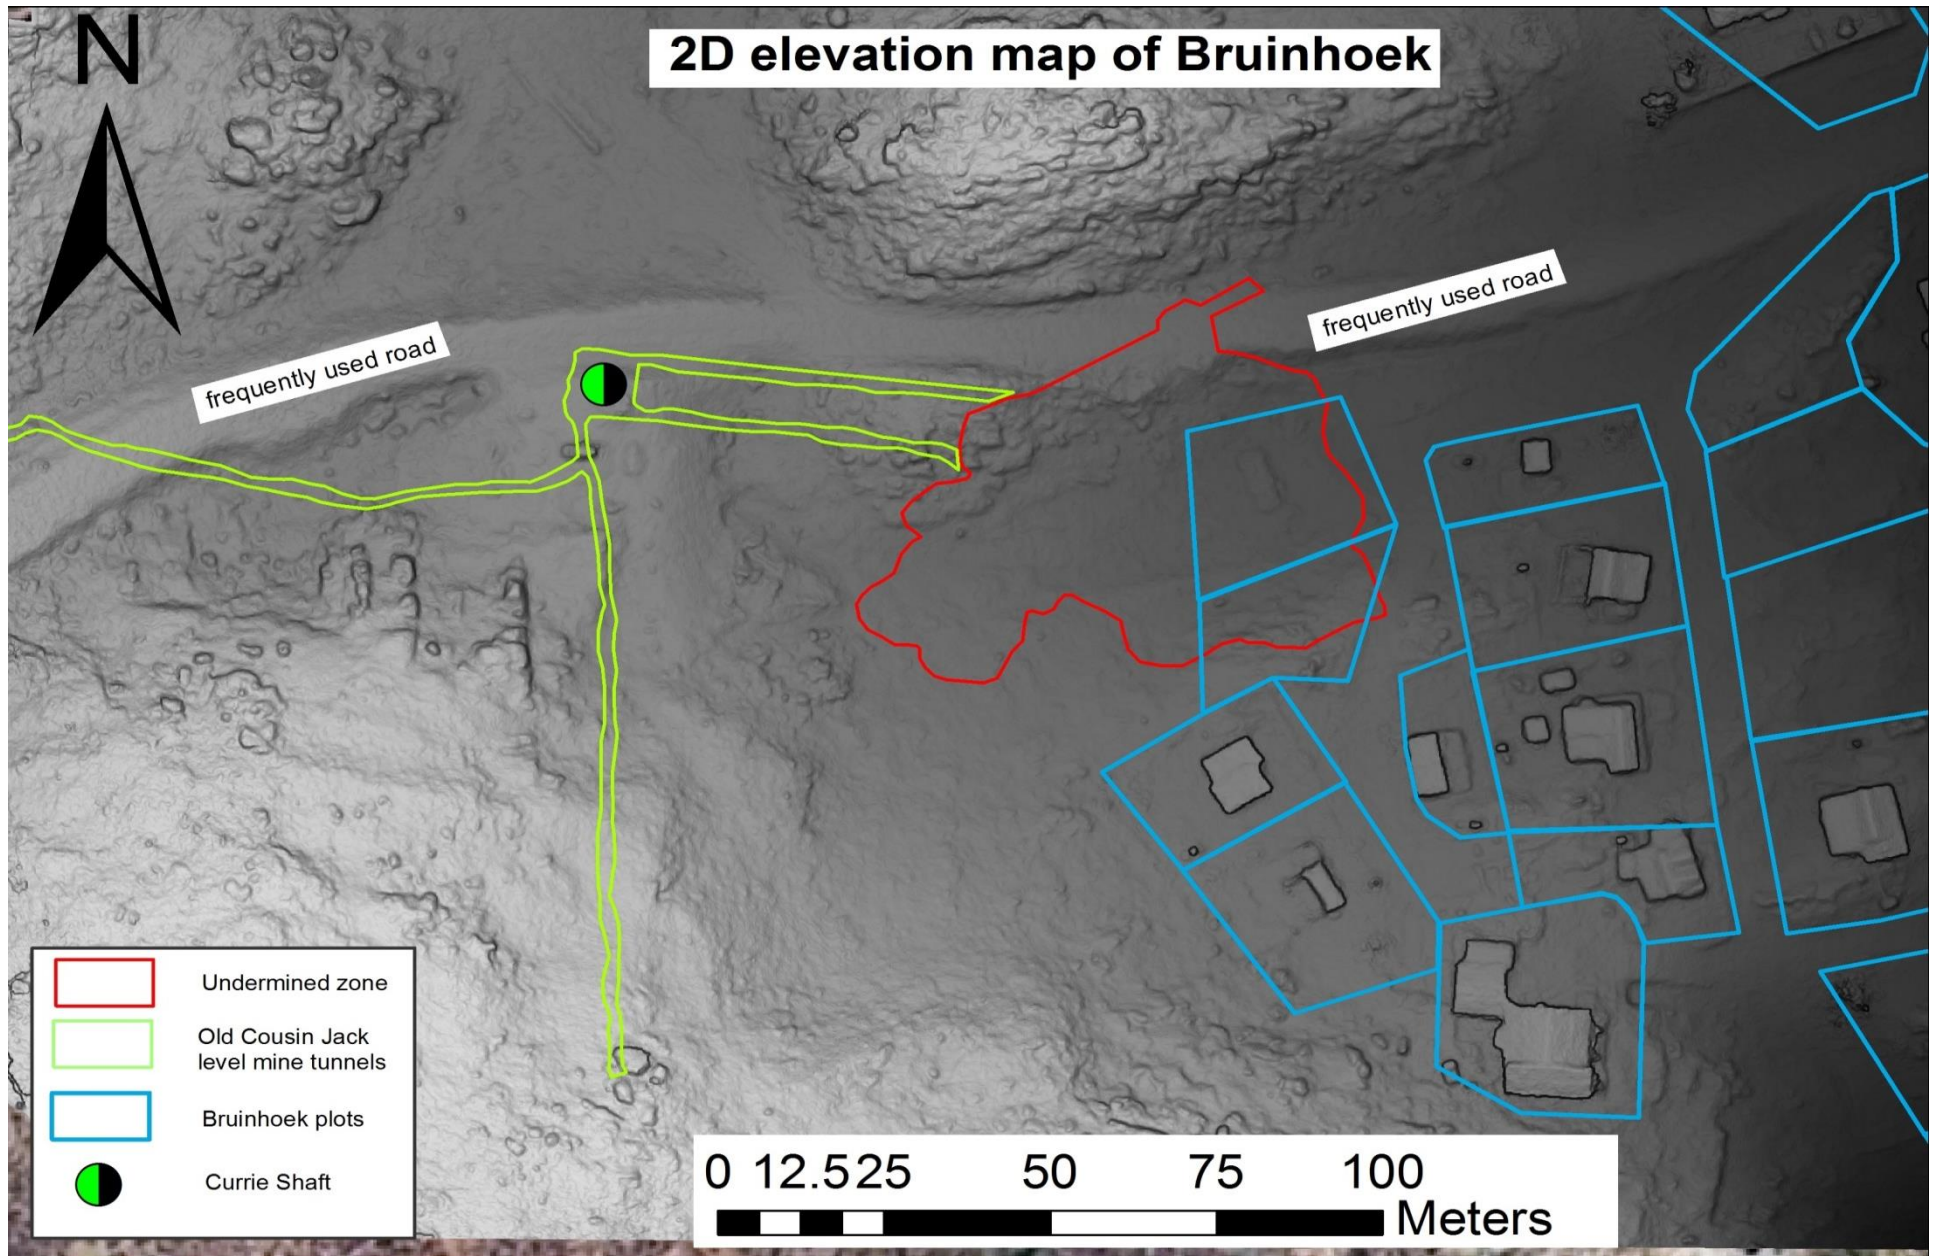 N
2D elevation map of Bruinhoek
frequently used road
frequently used road
Undermined zone
Old Cousin Jack
level mine tunnels
Bruinhoek plots
Currie Shaft
0 12.5 25 50 75 100
Meters